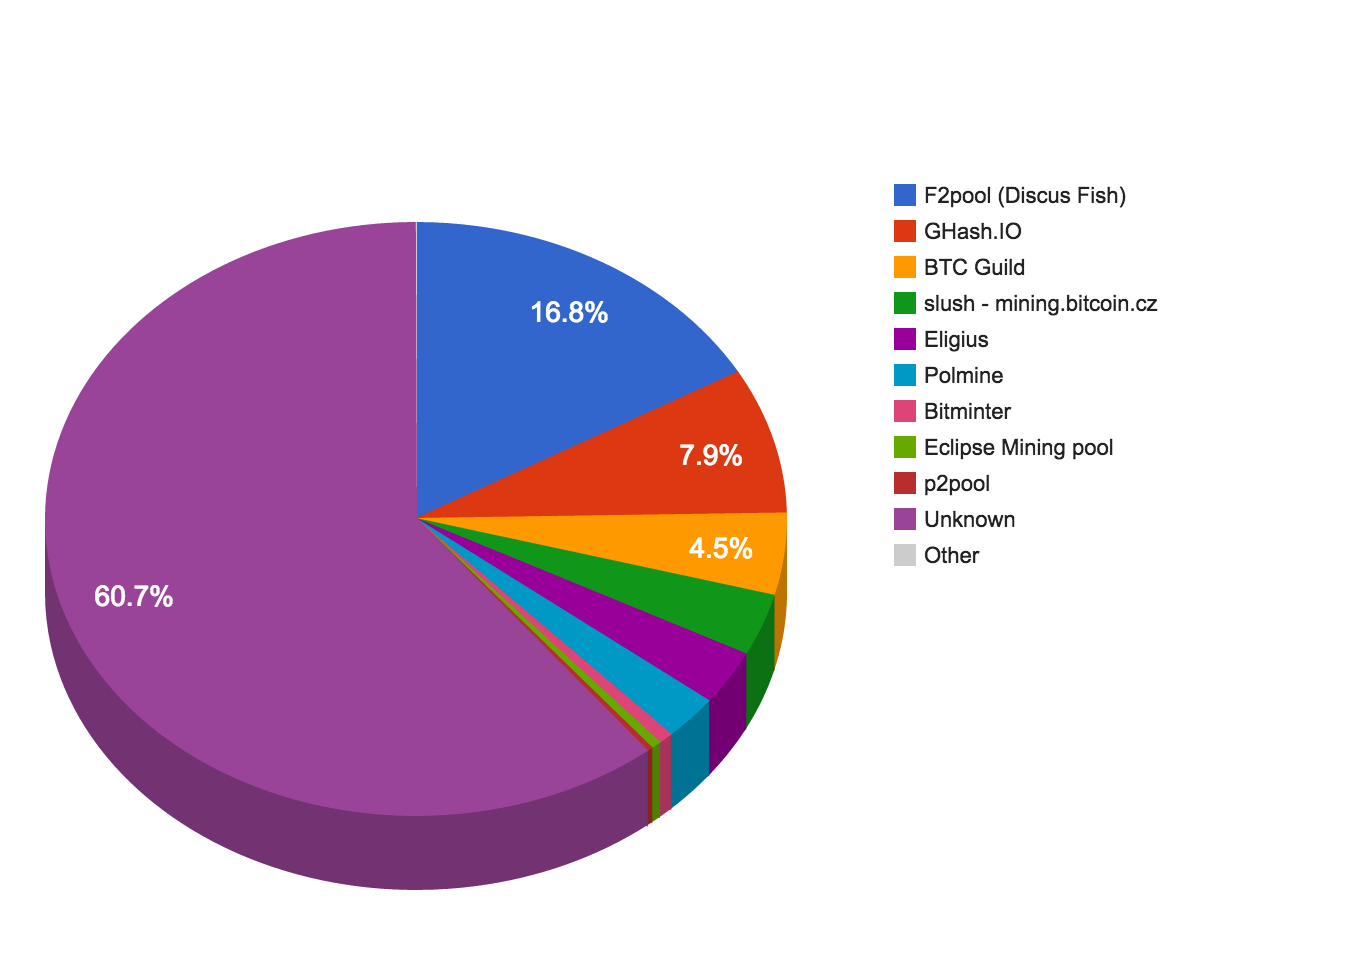 16.8%
7.9%
4.5%
60.7%
F2pool (Discus Fish)
GHash.IO
BTC Guild
slush - mining.bitcoin.cz
Eligius
Polmine
Bitminter
Eclipse Mining pool
p2pool
Unknown
Other